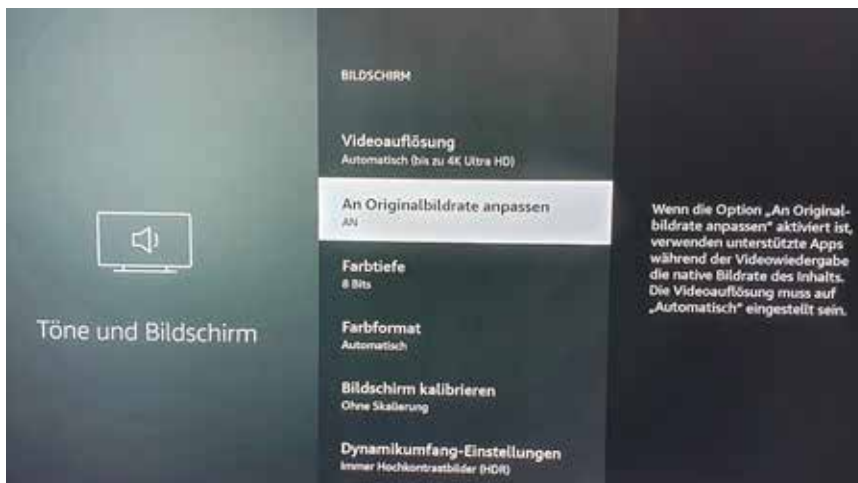 Töne und Bildschirm
BILDSCHIRM
Videoauflösung
Automatisch (bis zu 4K Ultra HD)
An Originalbildrate anpassen
AN
Farbtiefe
8 Bits
Farbformat
Automatisch
Bildschirm kalibrieren
Ohne Skalierung
Dynamikumfang-Einstellungen
Immer Hochkontrastbilder (HDR)
Wenn die Option „An Original-
bildrate anpassen“ aktiviert ist,
verwenden unterstützte Apps
während der Videowiedergabe
die native Bildrate des Inhalts.
Die Videoauflösung muss auf
„Automatisch“ eingestellt sein.